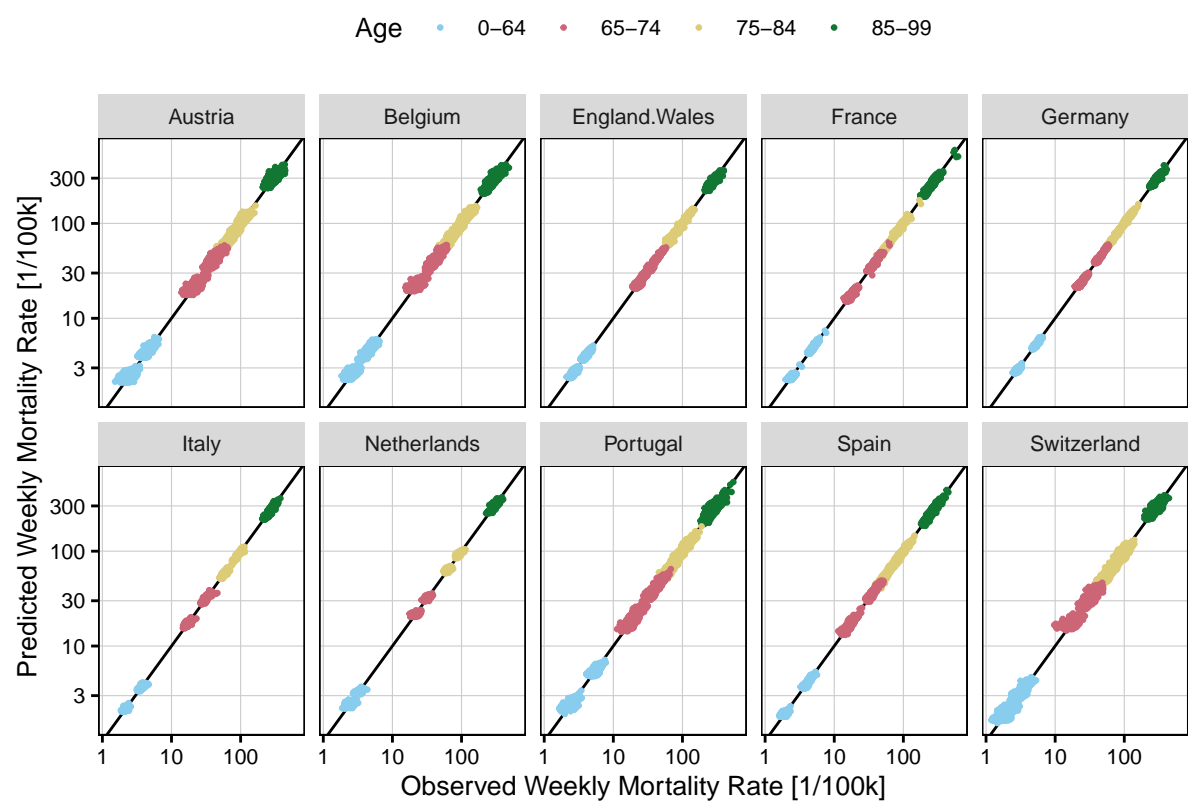 Age 0–64 65–74 75–84 85–99
Austria Belgium England.Wales France Germany
300
100
30
10
3
Italy Netherlands Portugal Spain Switzerland
300
100
30
10
3
1 10 100 1 10 100 1 10 100 1 10 100 1 10 100
Observed Weekly Mortality Rate [1/100k]
Predicted Weekly Mortality Rate [1/100k]